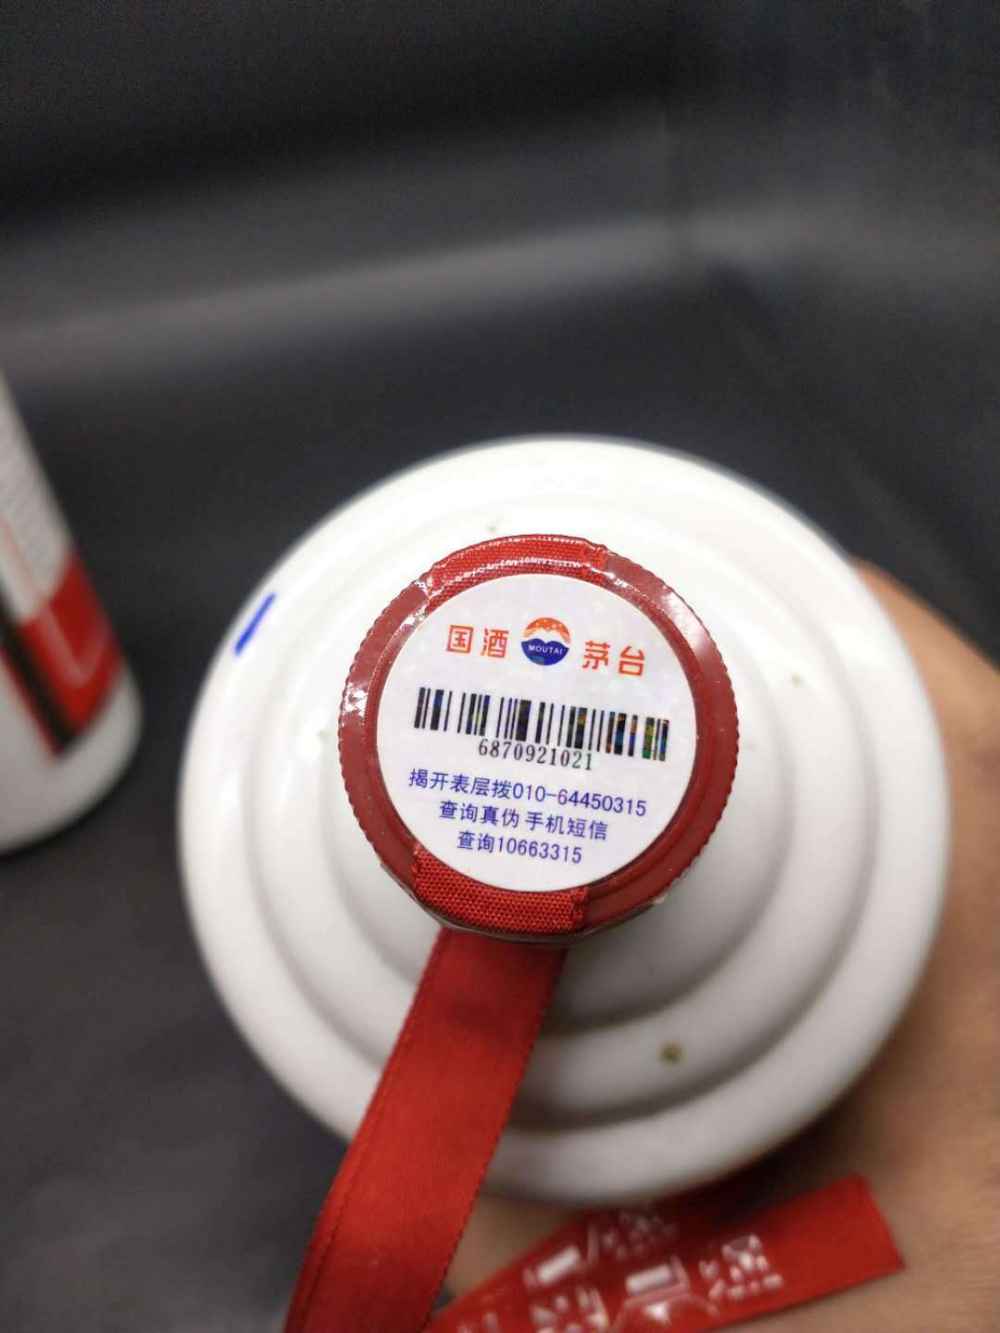 国酒 MOUTAI 茅台
6870921021
揭开表层拨010-64450315
查询真伪 手机短信
查询10663315